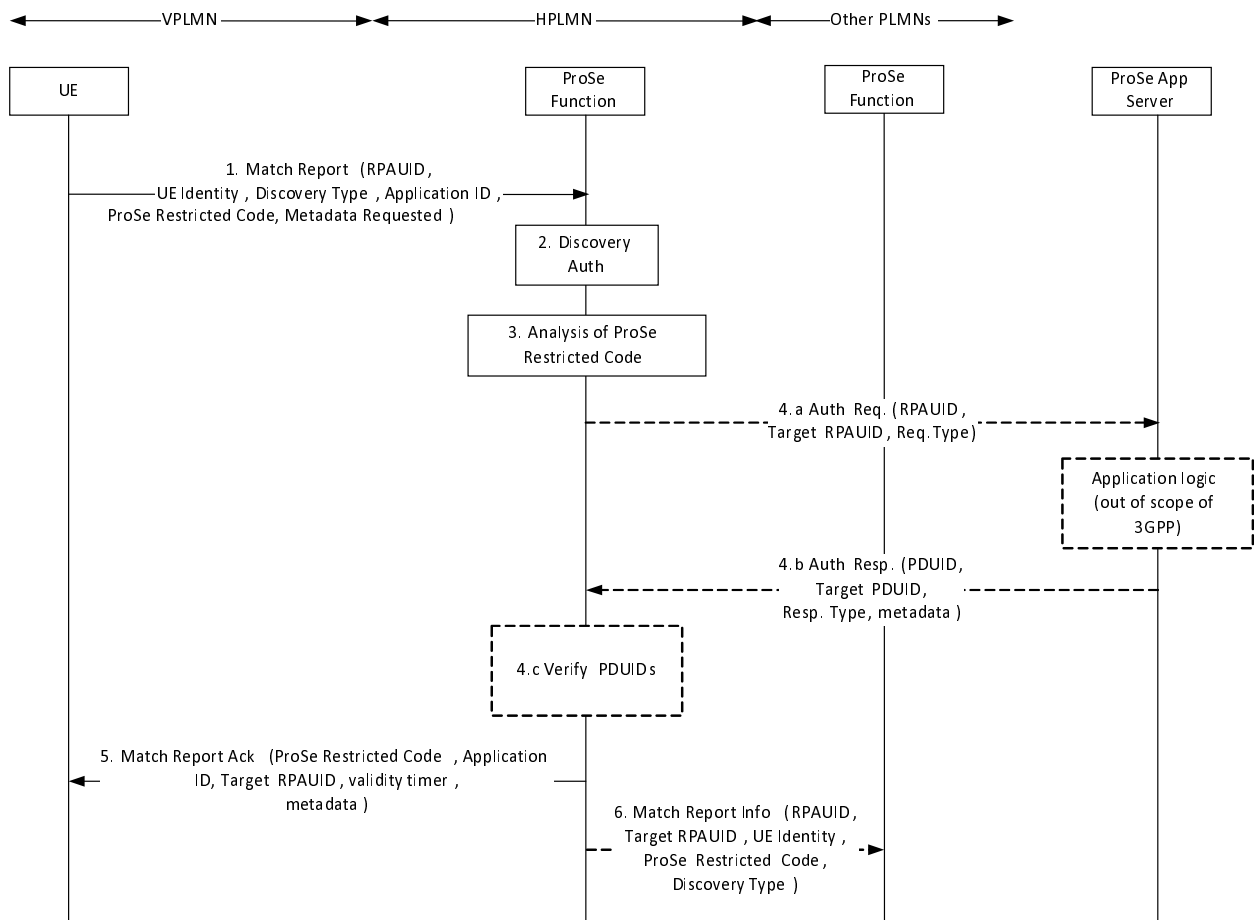 VPLMN
HPLMN
Other PLMNs
UE
ProSe
Function
ProSe
Function
ProSe App
Server
1. Match Report (RPAUID,
UE Identity, Discovery Type, Application ID,
ProSe Restricted Code, Metadata Requested)
2. Discovery
Auth
3. Analysis of ProSe
Restricted Code
4.a Auth Req. (RPAUID,
Target RPAUID, Req.Type)
Application logic
(out of scope of
3GPP)
4.b Auth Resp. (PDUID,
Target PDUID,
Resp. Type, metadata)
4.c Verify PDUIDs
5. Match Report Ack (ProSe Restricted Code, Application
ID, Target RPAUID, validity timer,
metadata)
6. Match Report Info (RPAUID,
Target RPAUID, UE Identity,
ProSe Restricted Code,
Discovery Type)